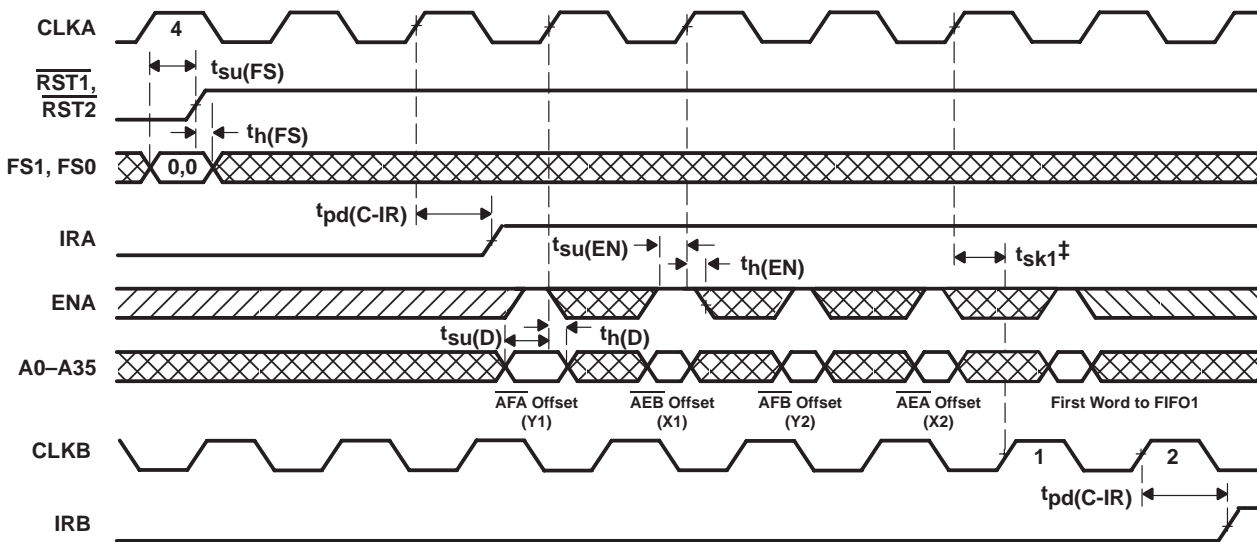 CLKA
4
tsu(FS)
RST1,
RST2
th(FS)
FS1, FS0
0,0
tpd(C-IR)
IRA
tsu(EN)
th(EN)
tsk1‡
ENA
tsu(D)
th(D)
A0–A35
AFA Offset
(Y1)
AEB Offset
(X1)
AFB Offset
(Y2)
AEA Offset
(X2)
First Word to FIFO1
CLKB
1
2
tpd(C-IR)
IRB